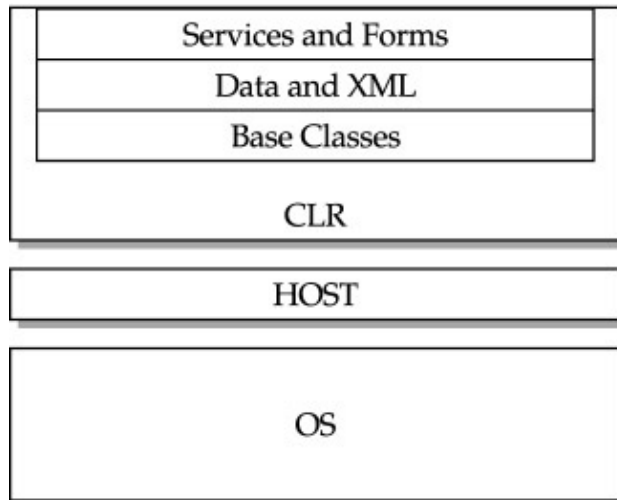 Services and Forms
Data and XML
Base Classes
CLR
HOST
OS